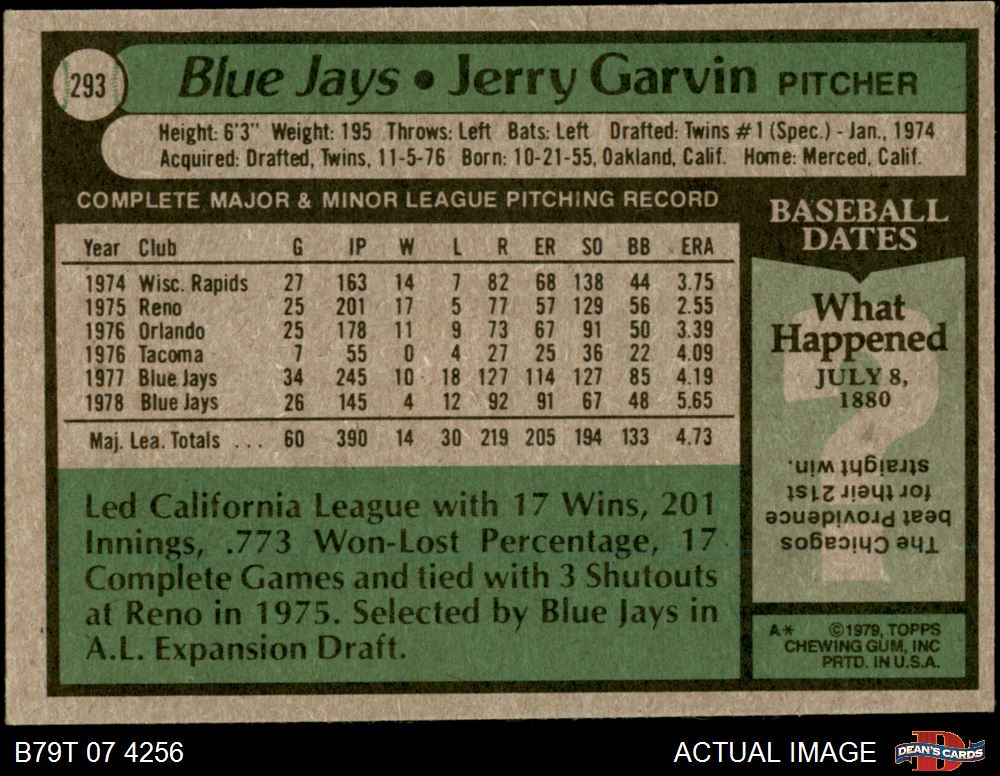 293
Blue Jays • Jerry Garvin PITCHER
Height: 6'3" Weight: 195 Throws: Left Bats: Left Drafted: Twins #1 (Spec.) - Jan., 1974
Acquired: Drafted, Twins, 11-5-76 Born: 10-21-55, Oakland, Calif. Home: Merced, Calif.
COMPLETE MAJOR & MINOR LEAGUE PITCHING RECORD
Year Club G IP W L R ER SO BB ERA
1974 Wisc. Rapids 27 163 14 7 82 68 138 44 3.75
1975 Reno 25 201 17 5 77 57 129 56 2.55
1976 Orlando 25 178 11 9 73 67 91 50 3.39
1976 Tacoma 7 55 0 4 27 25 36 22 4.09
1977 Blue Jays 34 245 10 18 127 114 127 85 4.19
1978 Blue Jays 26 145 4 12 92 91 67 48 5.65
Maj. Lea. Totals ... 60 390 14 30 219 205 194 133 4.73
Led California League with 17 Wins, 201
Innings, .773 Won-Lost Percentage, 17
Complete Games and tied with 3 Shutouts
at Reno in 1975. Selected by Blue Jays in
A.L. Expansion Draft.
BASEBALL
DATES
What
Happened
JULY 8,
1880
?
The Chicagos
beat Providence
for their 21st
straight win.
A* ©1979, TOPPS
CHEWING GUM, INC
PRTD. IN U.S.A.
B79T 07 4256
ACTUAL IMAGE
D
DEAN'S CARDS